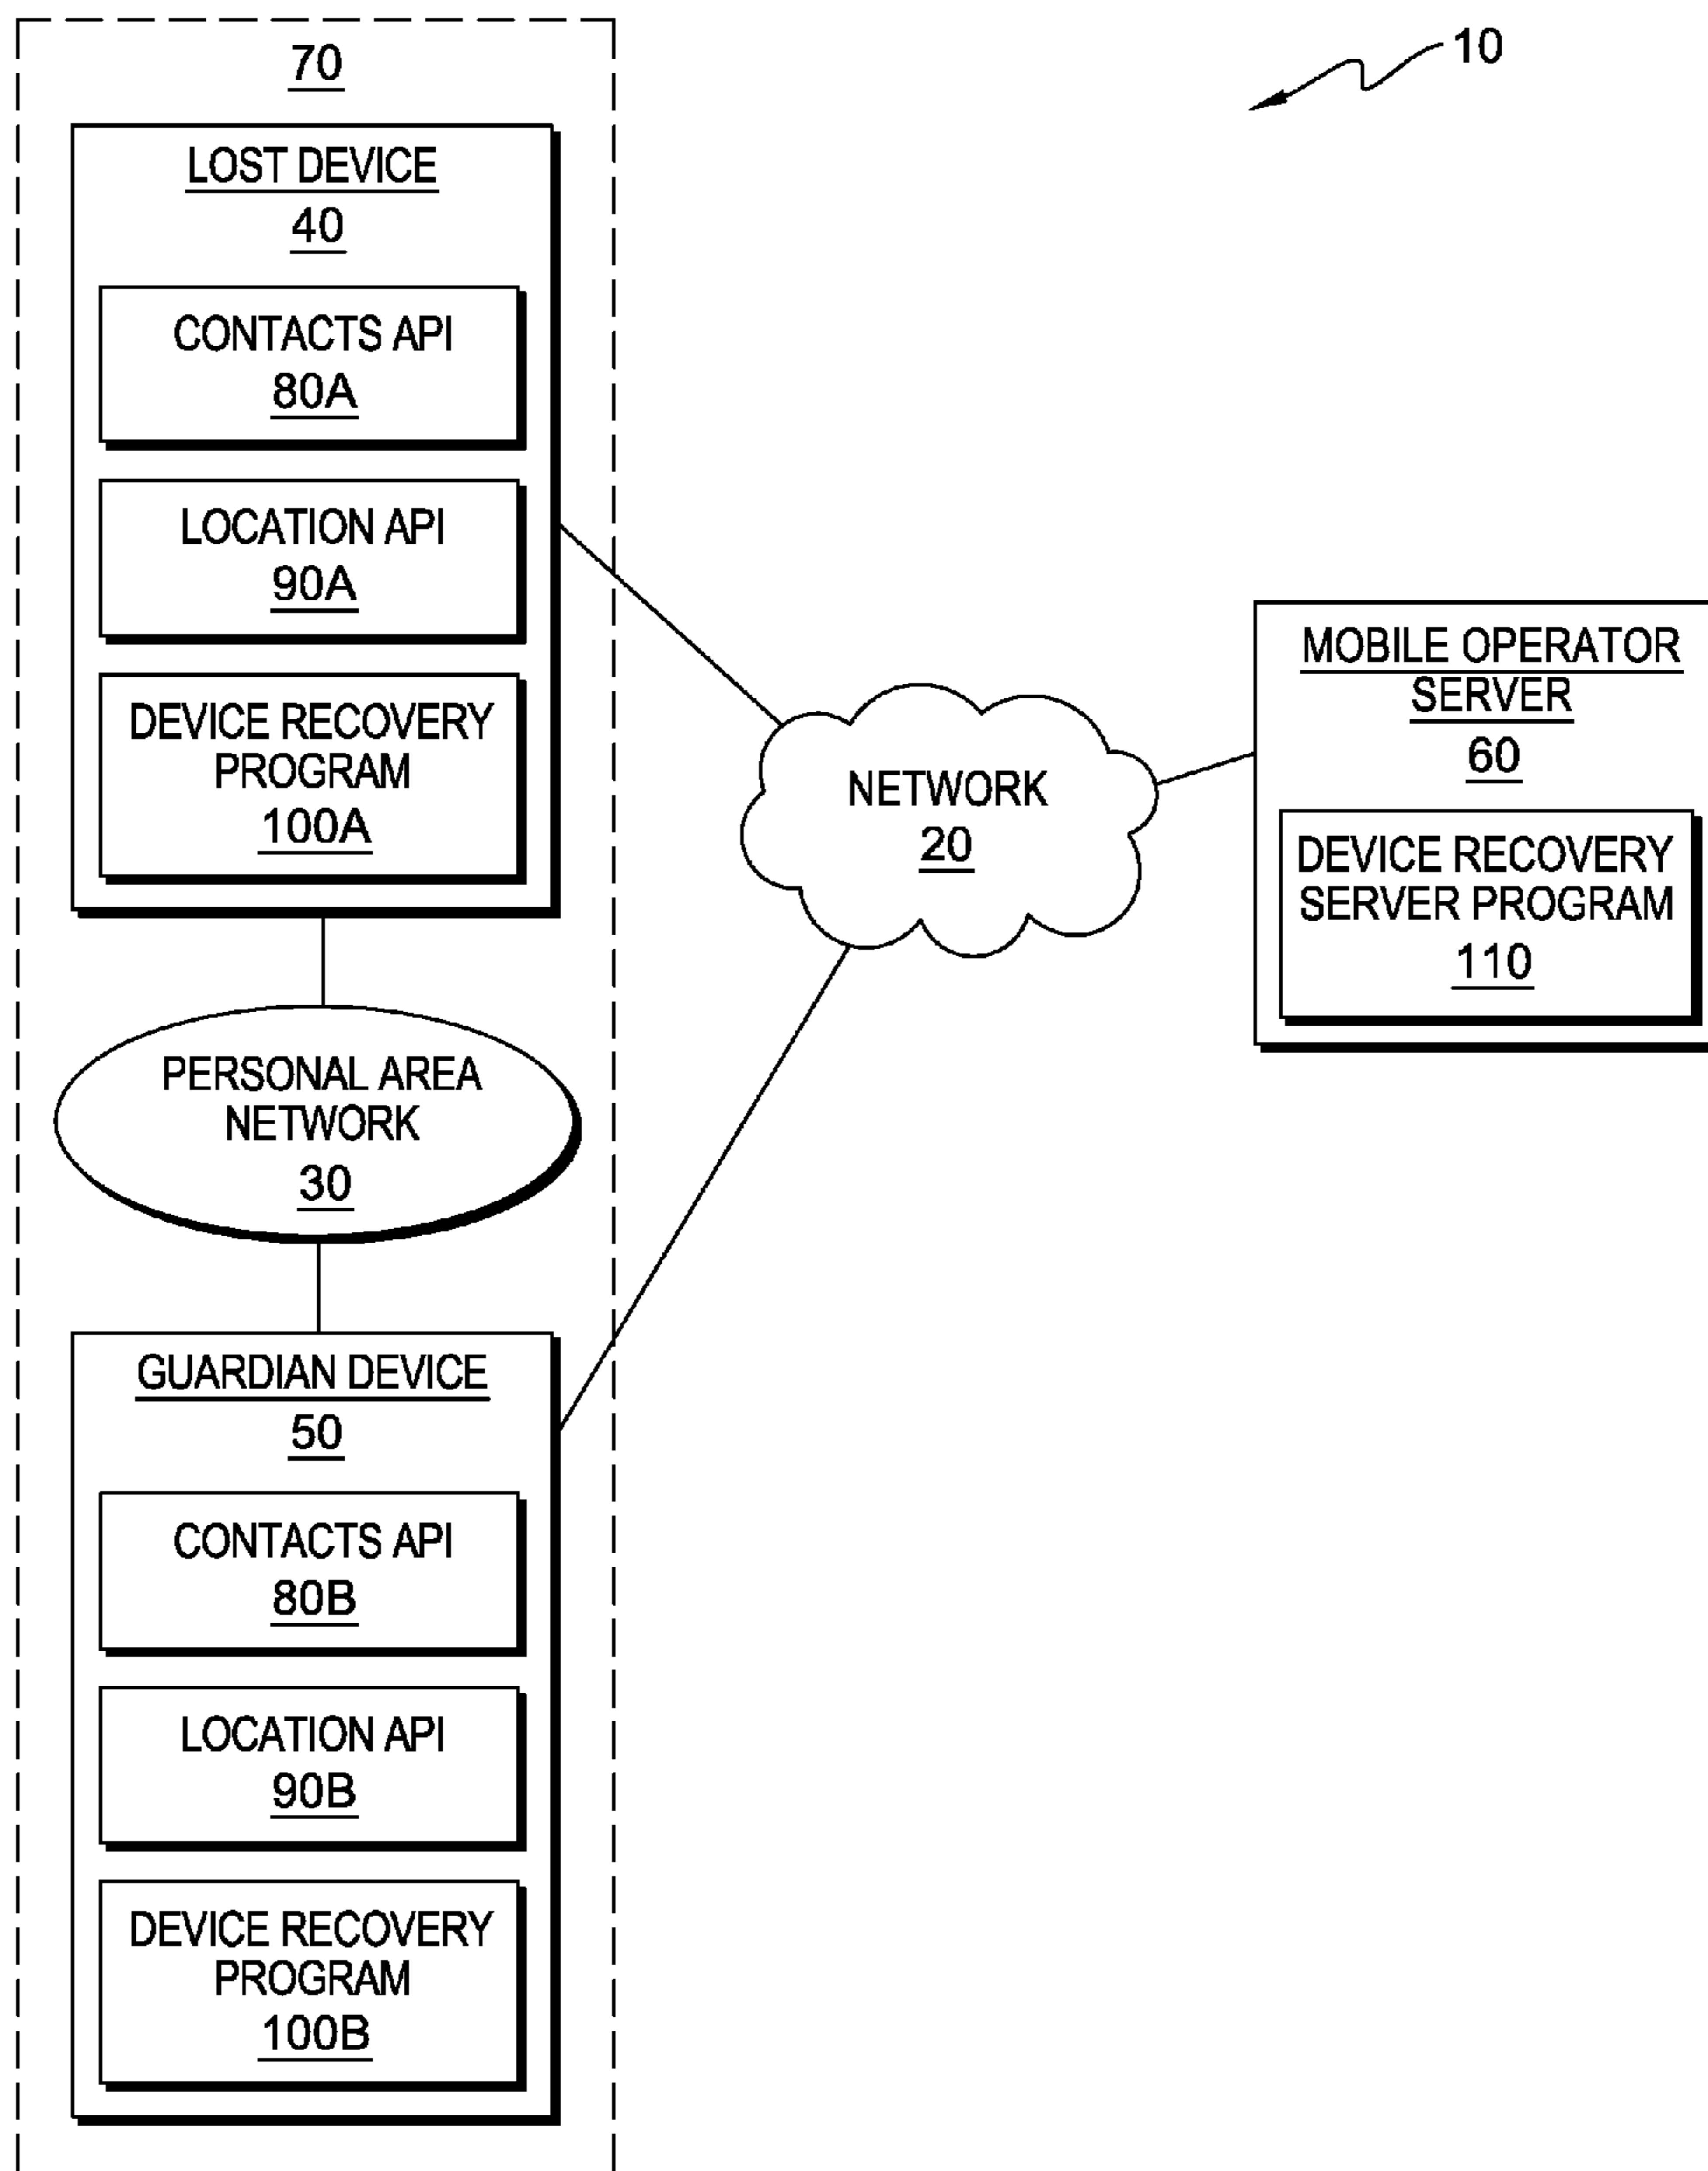 10
70
LOST DEVICE
40
CONTACTS API
80A
LOCATION API
90A
DEVICE RECOVERY
PROGRAM
100A
PERSONAL AREA
NETWORK
30
GUARDIAN DEVICE
50
CONTACTS API
80B
LOCATION API
90B
DEVICE RECOVERY
PROGRAM
100B
NETWORK
20
MOBILE OPERATOR
SERVER
60
DEVICE RECOVERY
SERVER PROGRAM
110